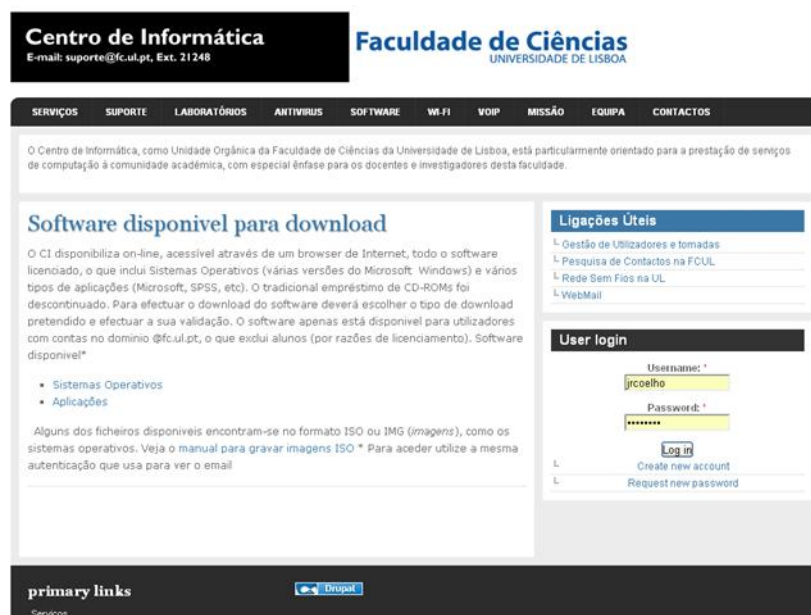 Centro de Informática
E-mail: suporte@fc.ul.pt, Ext. 21248
Faculdade de Ciências
UNIVERSIDADE DE LISBOA
SERVIÇOS SUPORTE LABORATÓRIOS ANTIVIRUS SOFTWARE WI-FI VOIP MISSÃO EQUIPA CONTACTOS
O Centro de Informática, como Unidade Orgânica da Faculdade de Ciências da Universidade de Lisboa, está particularmente orientado para a prestação de serviços
de computação á comunidade académica, com especial ênfase para os docentes e investigadores desta faculdade.
Software disponivel para download
O CI disponibiliza on-line, acessível através de um browser de Internet, todo o software
licenciado, o que inclui Sistemas Operativos (várias versões do Microsoft Windows) e vários
tipos de aplicações (Microsoft, SPSS, etc). O tradicional empréstimo de CD-ROMs foi
descontinuado. Para efectuar o download do software deverá escolher o tipo de download
pretendido e efectuar a sua validação. O software apenas está disponivel para utilizadores
com contas no dominio @fc.ul.pt, o que exclui alunos (por razões de licenciamento). Software
disponivel*
Sistemas Operativos
Aplicações
Alguns dos ficheiros disponiveis encontram-se no formato ISO ou IMG (imagens), como os
sistemas operativos. Veja o manual para gravar imagens ISO * Para aceder utilize a mesma
autenticação que usa para ver o email
Ligações Úteis
Gestão de Utilizadores e tomadas
Pesquisa de Contactos na FCUL
Rede Sem Fios na UL
WebMail
User login
Username: *
jrcoelho
Password: *
••••••••
Log in
Create new account
Request new password
primary links
Drupal
Serviços